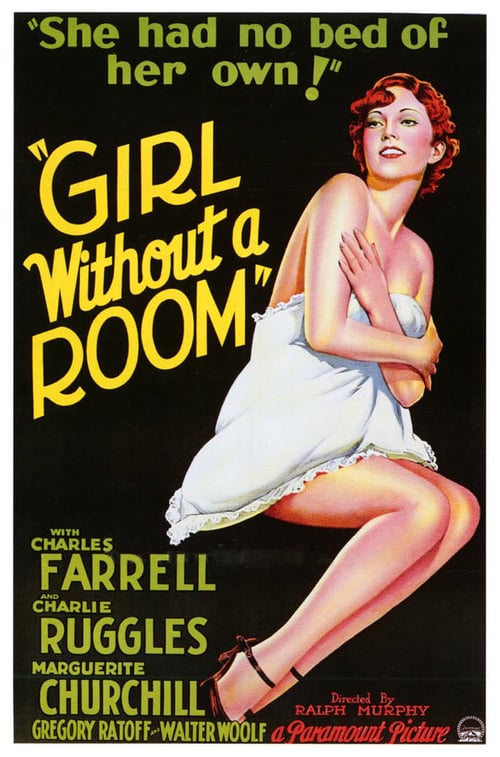 "She had no bed of
her own!"
"GIRL
Without a
ROOM"
WITH
CHARLES
FARRELL
AND
CHARLIE
RUGGLES
MARGUERITE
CHURCHILL
GREGORY RATOFF and WALTER WOOLF
Directed By
RALPH MURPHY
a Paramount Picture